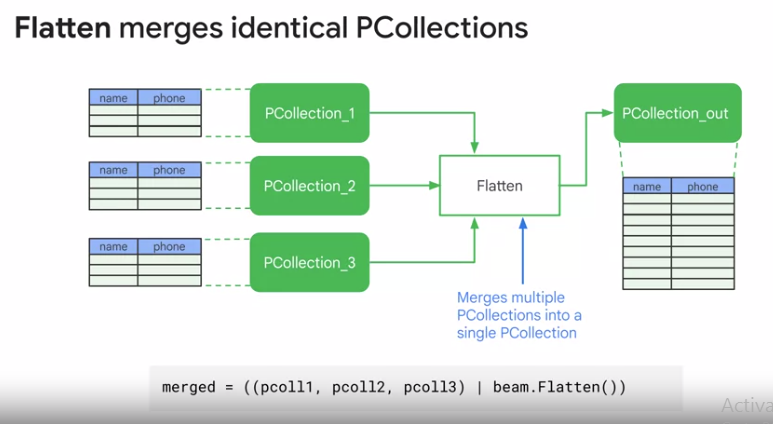 Flatten merges identical PCollections
name phone
PCollection_1
PCollection_out
name phone
PCollection_2
Flatten
name phone
name phone
PCollection_3
Merges multiple
PCollections into a
single PCollection
merged = ((pcoll1, pcoll2, pcoll3) | beam.Flatten())
Activa